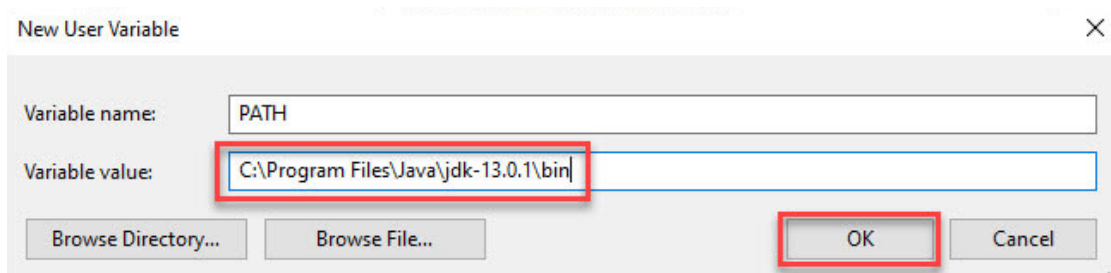 New User Variable
Variable name:
PATH
Variable value:
C:\Program Files\Java\jdk-13.0.1\bin
Browse Directory...
Browse File...
OK
Cancel